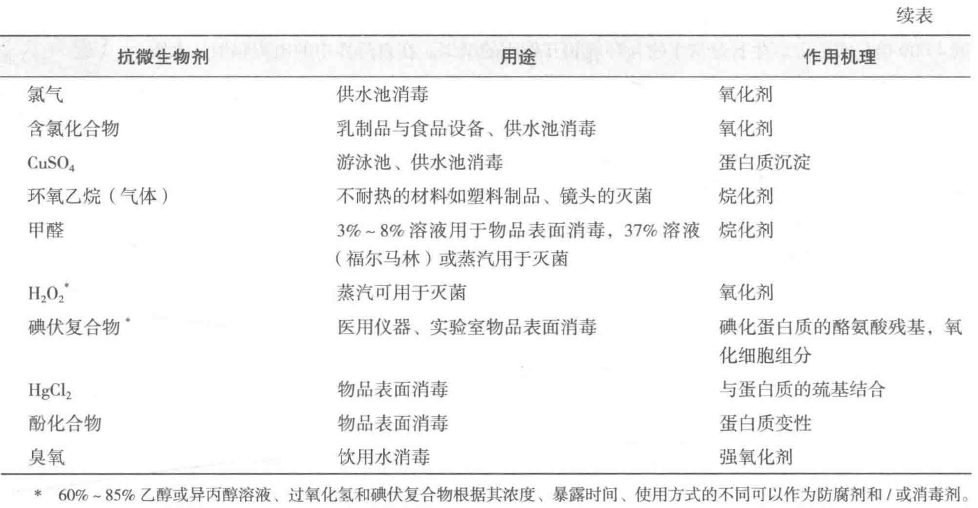 续表
抗微生物剂 用途 作用机理
氯气 供水池消毒 氧化剂
含氯化合物 乳制品与食品设备、供水池消毒 氧化剂
CuSO₄ 游泳池、供水池消毒 蛋白质沉淀
环氧乙烷（气体） 不耐热的材料如塑料制品、镜头的灭菌 烷化剂
甲醛 3%~8% 溶液用于物品表面消毒，37% 溶液 烷化剂
（福尔马林）或蒸汽用于灭菌
H₂O₂* 蒸汽可用于灭菌 氧化剂
碘伏复合物* 医用仪器、实验室物品表面消毒 碘化蛋白质的酪氨酸残基，氧
化细胞组分
HgCl₂ 物品表面消毒 与蛋白质的巯基结合
酚化合物 物品表面消毒 蛋白质变性
臭氧 饮用水消毒 强氧化剂
* 60%~85% 乙醇或异丙醇溶液、过氧化氢和碘伏复合物根据其浓度、暴露时间、使用方式的不同可以作为防腐剂和/或消毒剂。